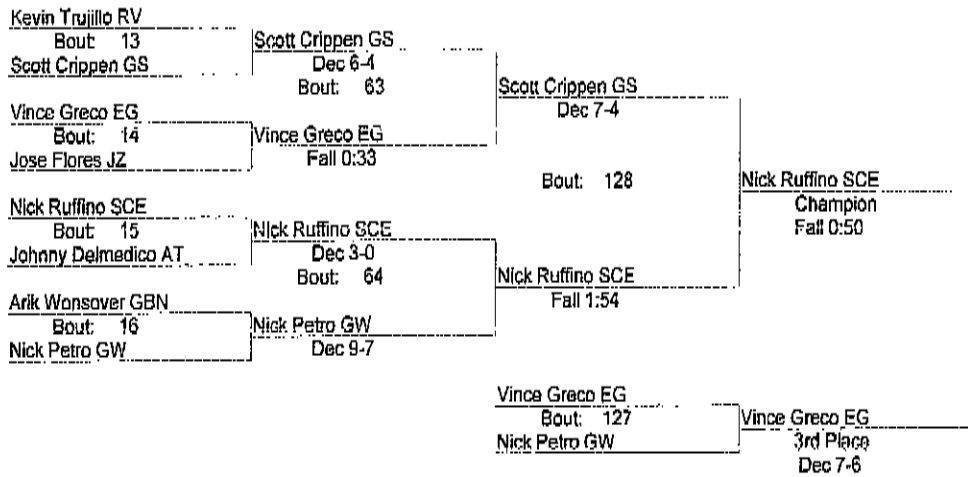 Kevin Trujillo RV
Bout: 13
Scott Crippen GS
Vince Greco EG
Bout: 14
Jose Flores JZ
Nick Ruffino SCE
Bout: 15
Johnny Delmedico AT
Arik Wonsover GBN
Bout: 16
Nick Petro GW
Scott Crippen GS
Dec 6-4
Bout: 63
Vince Greco EG
Fall 0:33
Nick Ruffino SCE
Dec 3-0
Bout: 64
Nick Petro GW
Dec 9-7
Scott Crippen GS
Dec 7-4
Bout: 128
Nick Ruffino SCE
Fall 1:54
Nick Ruffino SCE
Champion
Fall 0:50
Vince Greco EG
Bout: 127
Nick Petro GW
Vince Greco EG
3rd Place
Dec 7-6